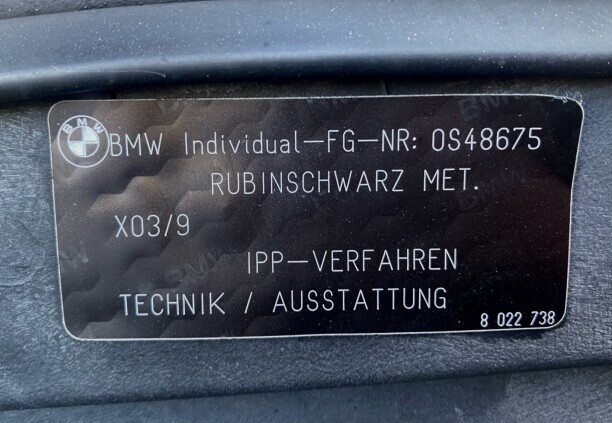 BMW Individual-FG-NR: 0S48675
RUBINSCHWARZ MET.
X03/9
IPP-VERFAHREN
TECHNIK / AUSSTATTUNG
8 022 738